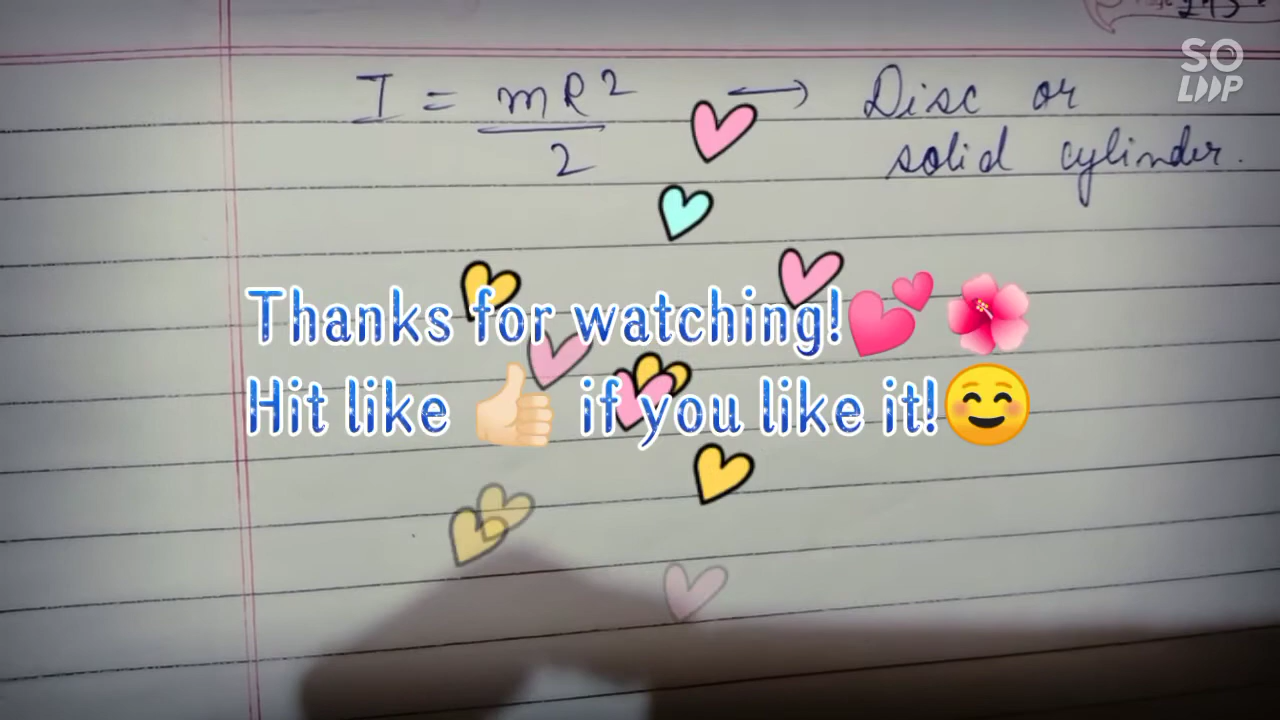 SO
LOOP
I = mR²/2 → Disc or
solid cylinder.
Thanks for watching!💕🌺
Hit like 👍🏻 if you like it!☺️